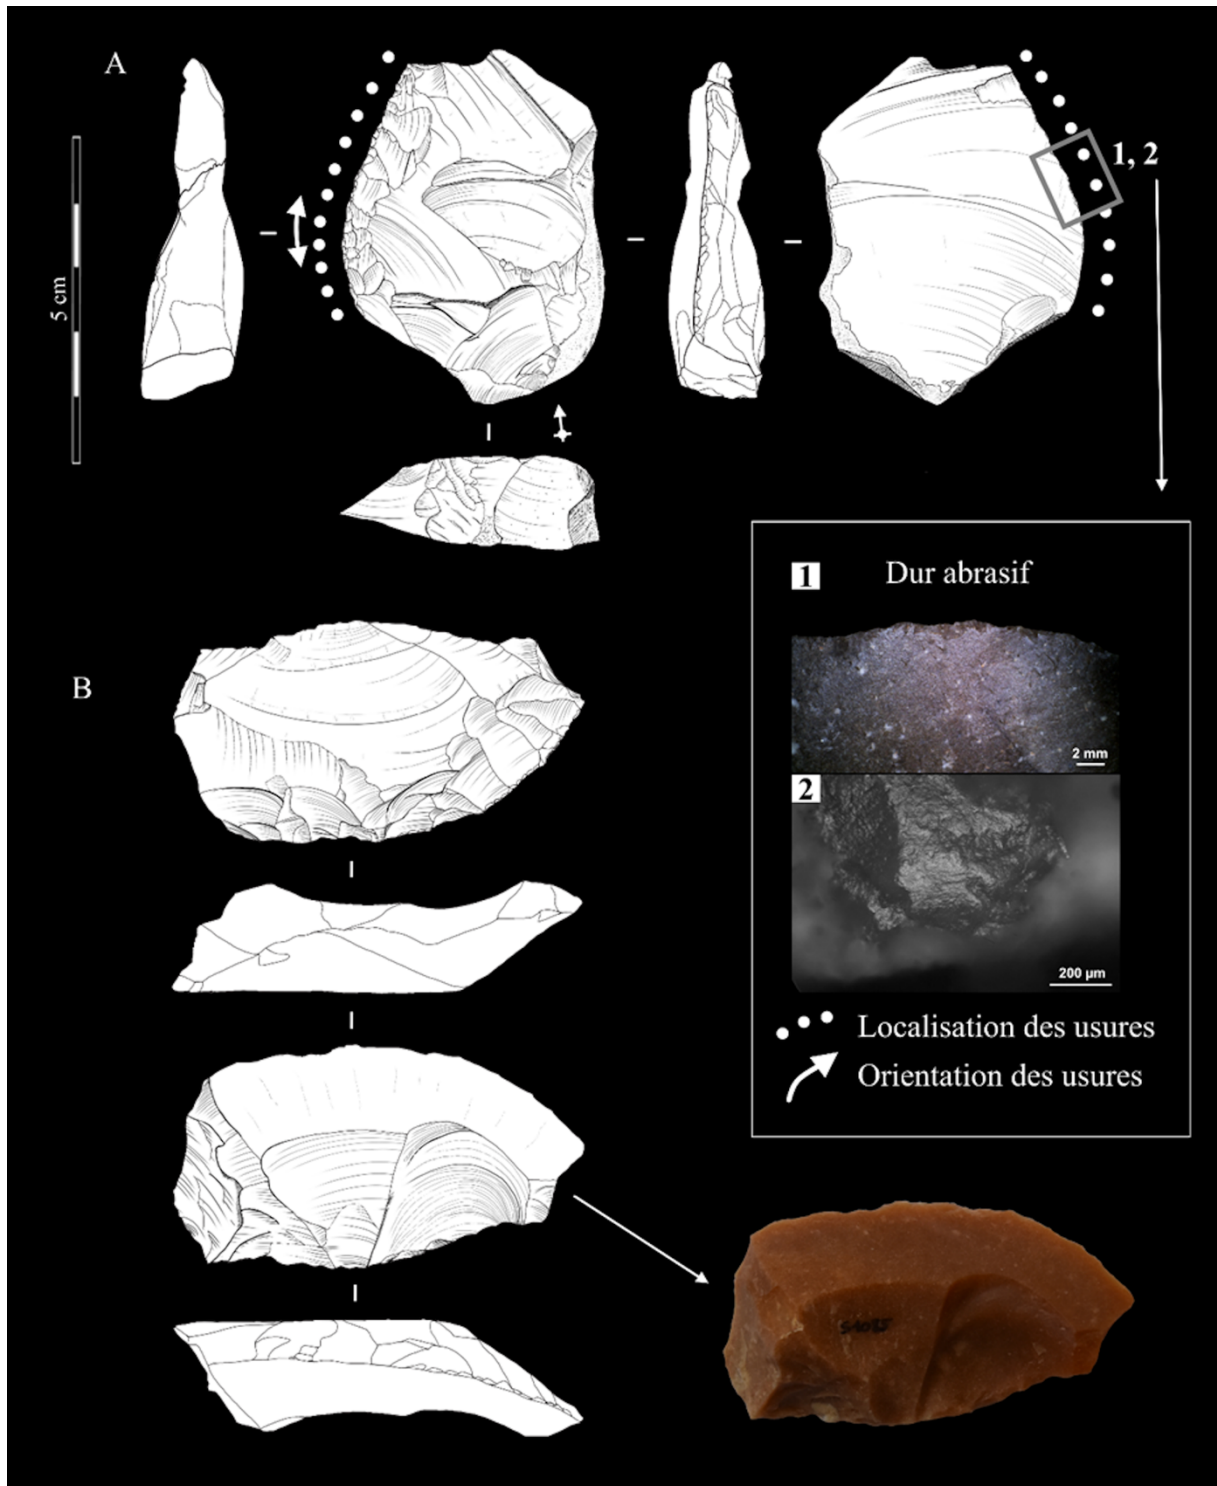 A
5 cm
1, 2
B
1 Dur abrasif
2 mm
2
200 µm
Localisation des usures
Orientation des usures